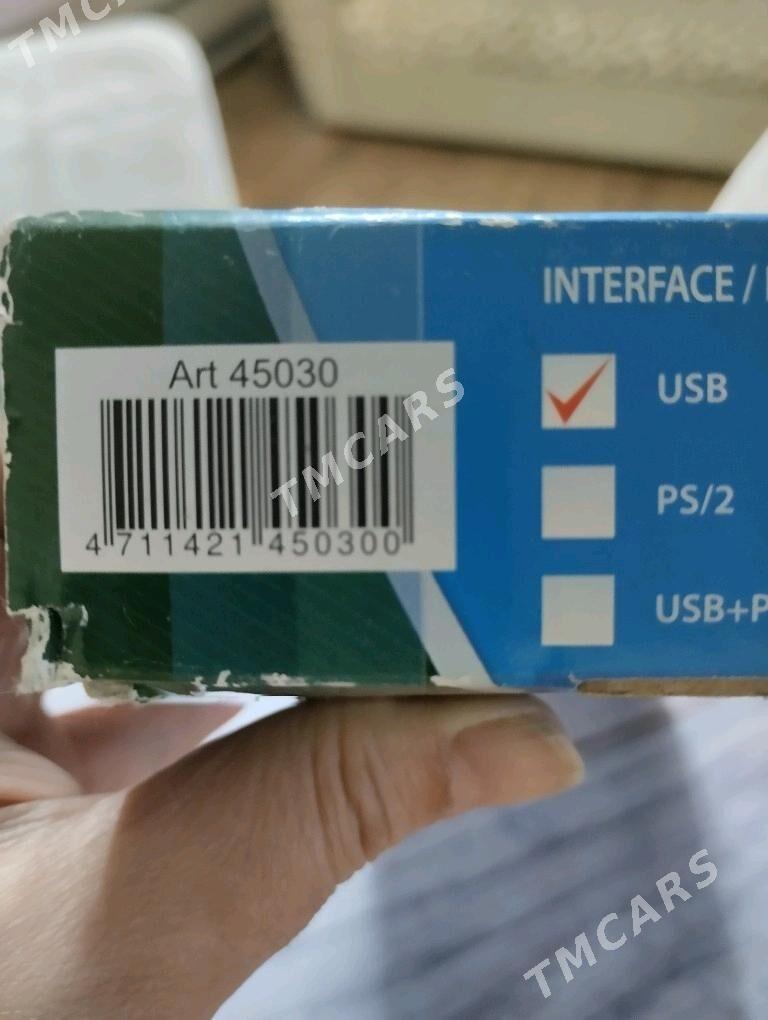 TMCARS
INTERFACE /
Art 45030
USB
TMCARS
PS/2
4 711421 450300
USB+P
TMCARS